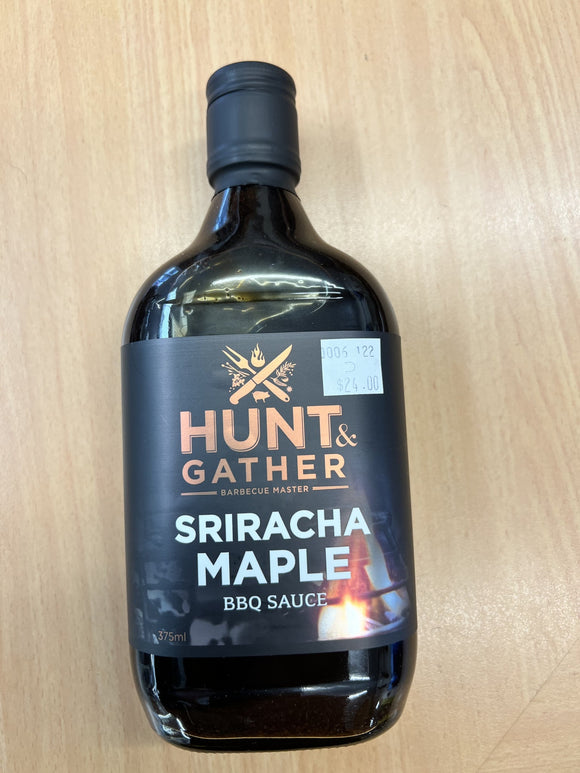 0006 122
$24.00
HUNT&
GATHER
BARBECUE MASTER
SRIRACHA
MAPLE
BBQ SAUCE
375ml